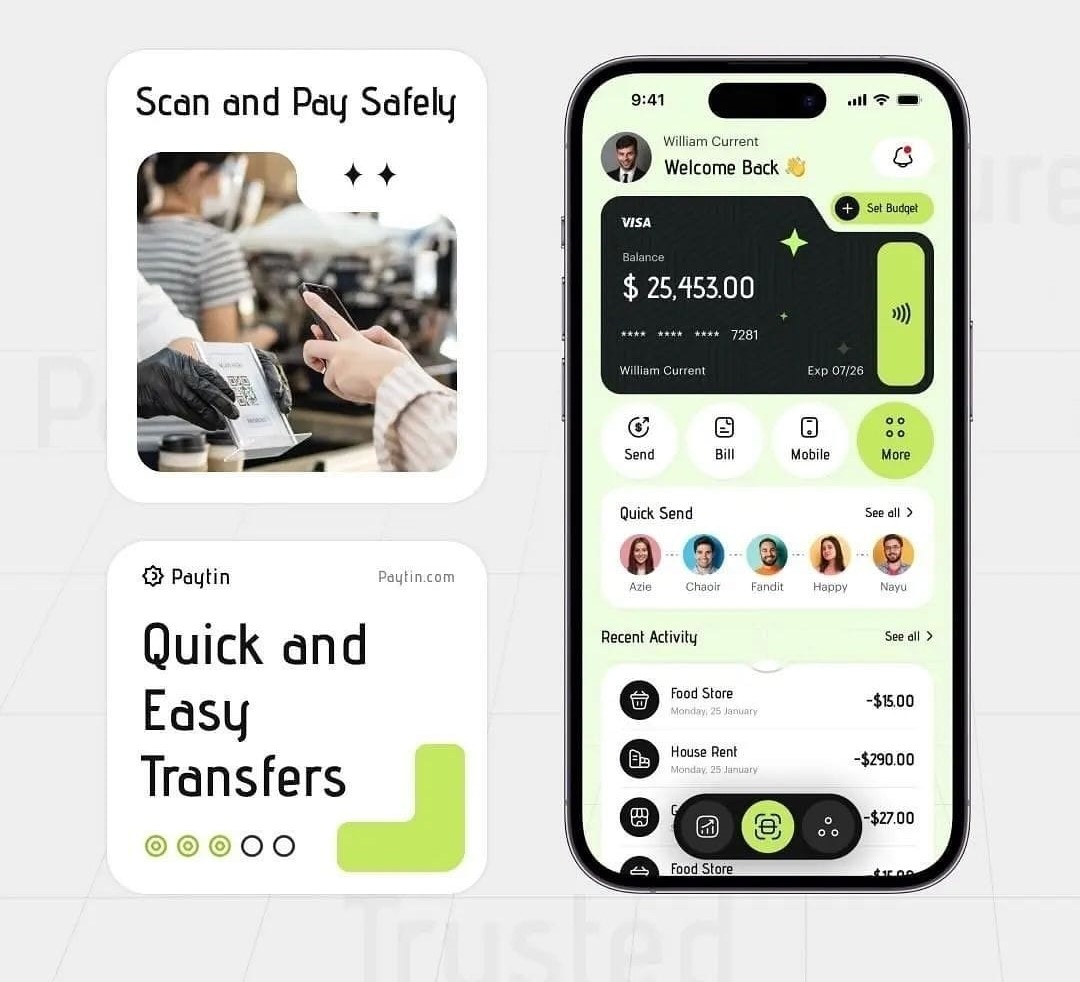 Scan and Pay Safely
Paytin
Paytin.com
Quick and
Easy
Transfers
9:41
William Current
Welcome Back 👋
Set Budget
VISA
Balance
$ 25,453.00
**** **** **** 7281
William Current
Exp 07/26
Send
Bill
Mobile
More
Quick Send
See all >
Azie
Chaoir
Fandit
Happy
Nayu
Recent Activity
See all >
Food Store
-$15.00
Monday, 25 January
House Rent
-$290.00
Monday, 25 January
-$27.00
Food Store
-$15.00
Trusted